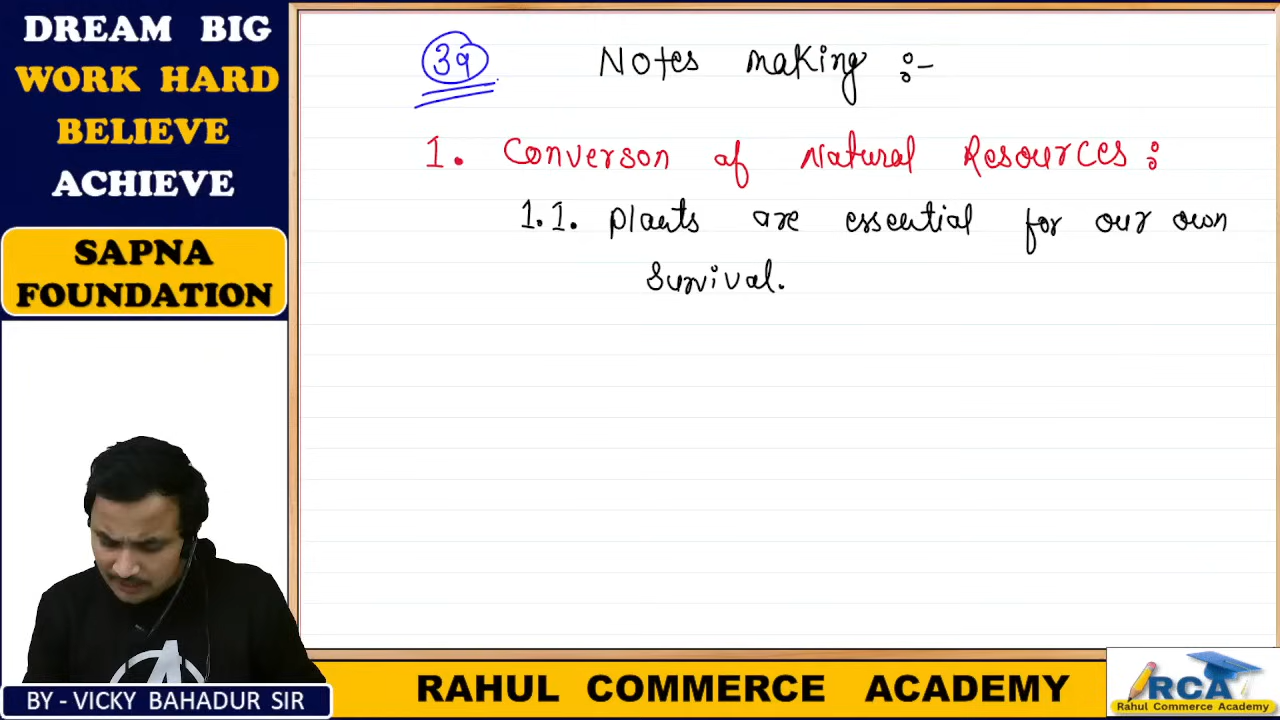 DREAM BIG
WORK HARD
BELIEVE
ACHIEVE
SAPNA
FOUNDATION
39 Notes making :-
1. Converson of Natural Resources :
1.1. Plants are essential for our own
survival.
BY - VICKY BAHADUR SIR
RAHUL COMMERCE ACADEMY
RCA
Rahul Commerce Academy